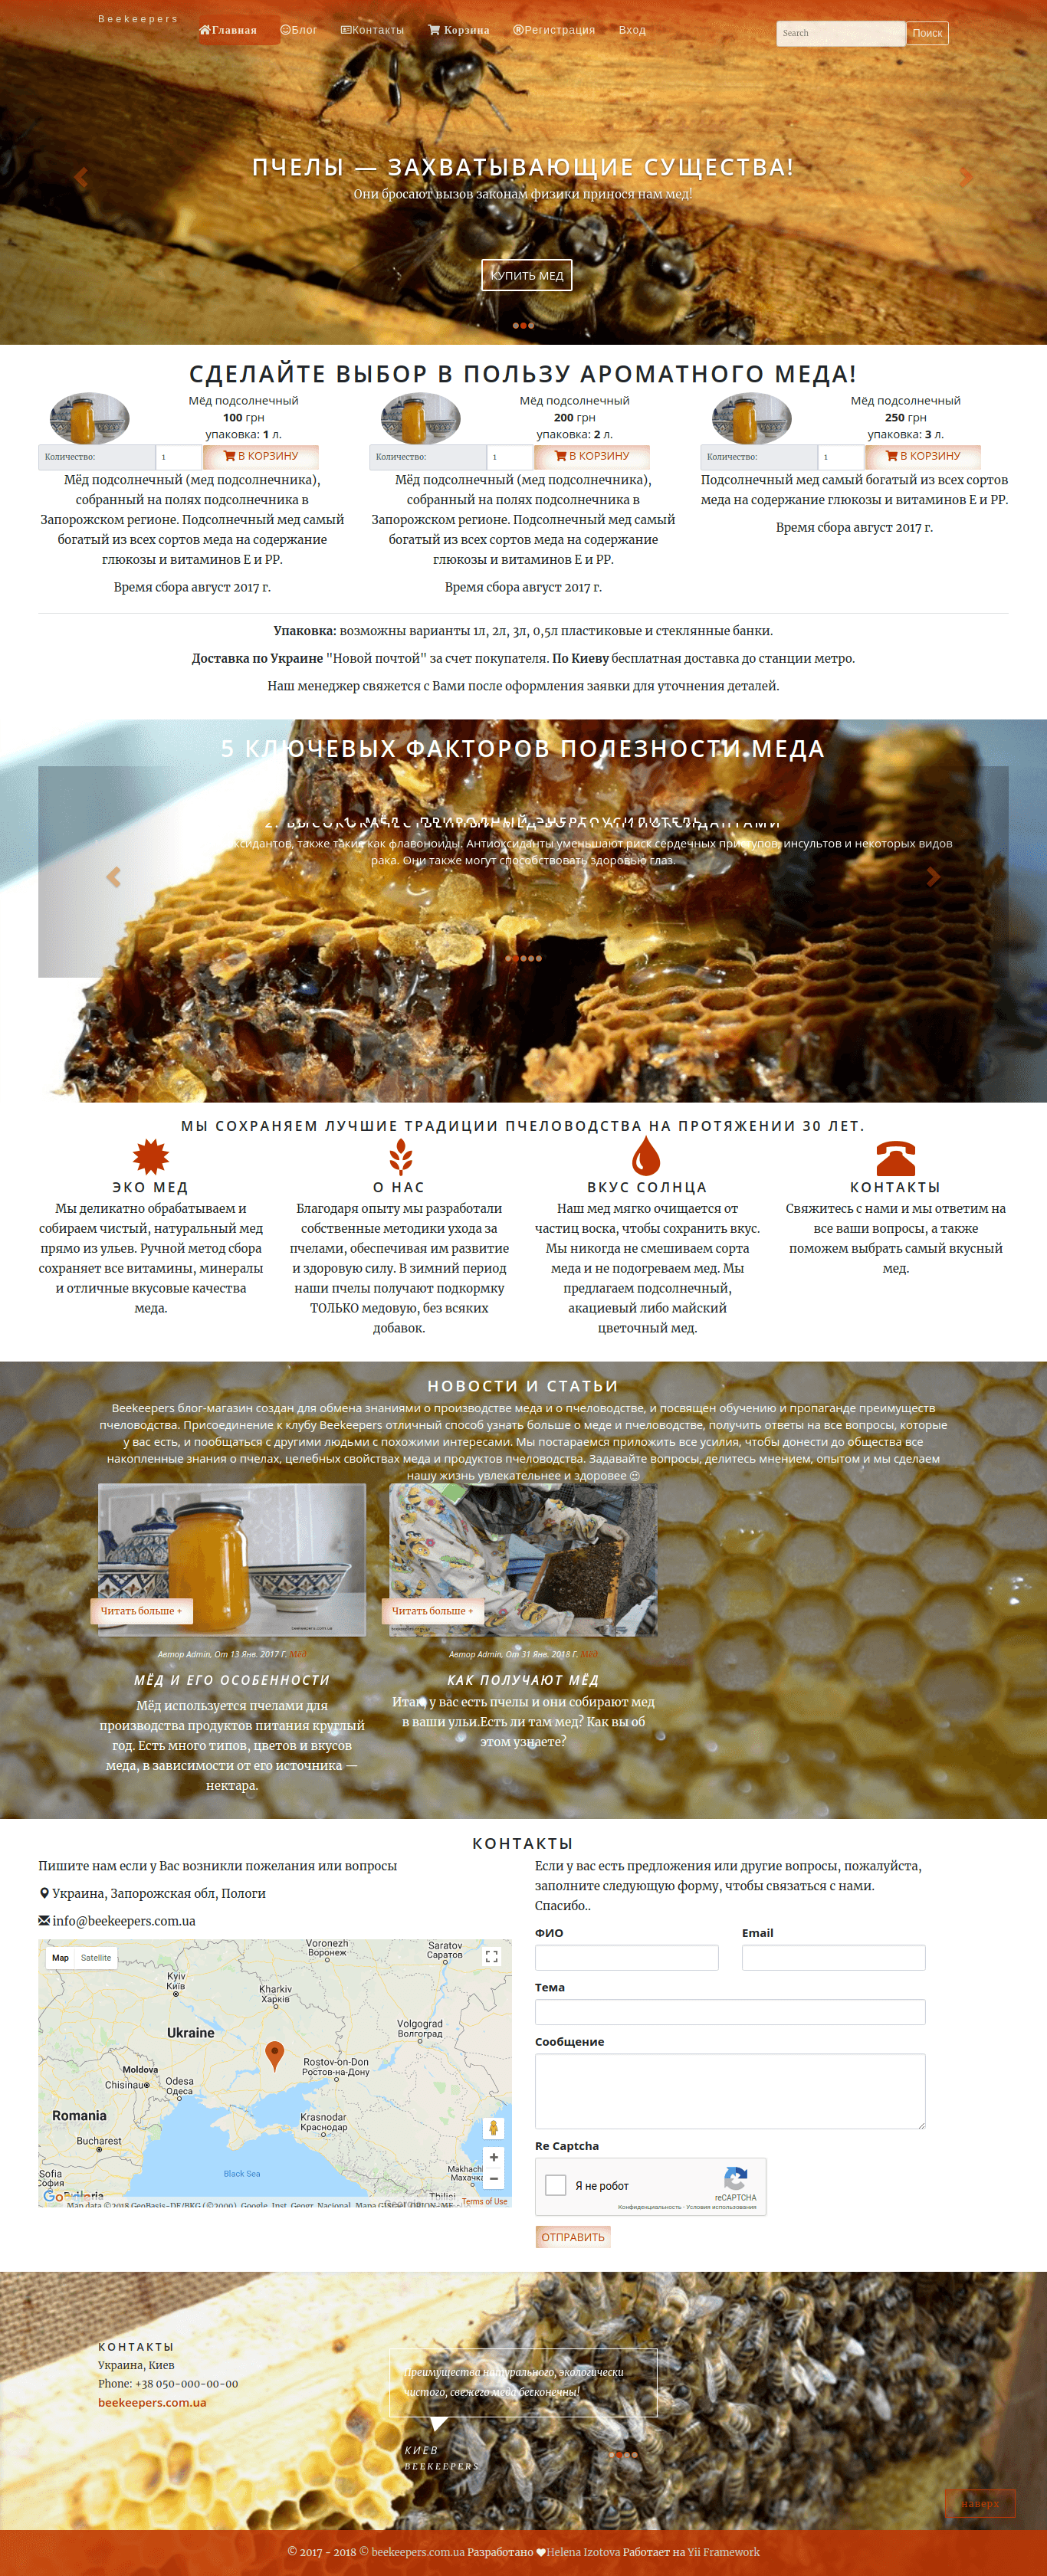 Beekeepers
Главная Блог Контакты Корзина Регистрация Вход
Search Поиск
ПЧЕЛЫ — ЗАХВАТЫВАЮЩИЕ СУЩЕСТВА!
Они бросают вызов законам физики принося нам мед!
КУПИТЬ МЕД
СДЕЛАЙТЕ ВЫБОР В ПОЛЬЗУ АРОМАТНОГО МЕДА!
Мёд подсолнечный
100 грн
упаковка: 1 л.
Количество: 1 В КОРЗИНУ
Мёд подсолнечный (мед подсолнечника),
собранный на полях подсолнечника в
Запорожском регионе. Подсолнечный мед самый
богатый из всех сортов меда на содержание
глюкозы и витаминов Е и РР.
Время сбора август 2017 г.
Мёд подсолнечный
200 грн
упаковка: 2 л.
Количество: 1 В КОРЗИНУ
Мёд подсолнечный (мед подсолнечника),
собранный на полях подсолнечника в
Запорожском регионе. Подсолнечный мед самый
богатый из всех сортов меда на содержание
глюкозы и витаминов Е и РР.
Время сбора август 2017 г.
Мёд подсолнечный
250 грн
упаковка: 3 л.
Количество: 1 В КОРЗИНУ
Подсолнечный мед самый богатый из всех сортов
меда на содержание глюкозы и витаминов Е и РР.
Время сбора август 2017 г.
Упаковка: возможны варианты 1л, 2л, 3л, 0,5л пластиковые и стеклянные банки.
Доставка по Украине "Новой почтой" за счет покупателя. По Киеву бесплатная доставка до станции метро.
Наш менеджер свяжется с Вами после оформления заявки для уточнения деталей.
5 КЛЮЧЕВЫХ ФАКТОРОВ ПОЛЕЗНОСТИ МЕДА
также такие как флавоноиды. Антиоксиданты уменьшают риск сердечных приступов, инсультов и некоторых видов
рака. Они также могут способствовать здоровью глаз.
МЫ СОХРАНЯЕМ ЛУЧШИЕ ТРАДИЦИИ ПЧЕЛОВОДСТВА НА ПРОТЯЖЕНИИ 30 ЛЕТ.
ЭКО МЕД
Мы деликатно обрабатываем и
собираем чистый, натуральный мед
прямо из ульев. Ручной метод сбора
сохраняет все витамины, минералы
и отличные вкусовые качества
меда.
О НАС
Благодаря опыту мы разработали
собственные методики ухода за
пчелами, обеспечивая им развитие
и здоровую силу. В зимний период
наши пчелы получают подкормку
ТОЛЬКО медовую, без всяких
добавок.
ВКУС СОЛНЦА
Наш мед мягко очищается от
частиц воска, чтобы сохранить вкус.
Мы никогда не смешиваем сорта
меда и не подогреваем мед. Мы
предлагаем подсолнечный,
акациевый либо майский
цветочный мед.
КОНТАКТЫ
Свяжитесь с нами и мы ответим на
все ваши вопросы, а также
поможем выбрать самый вкусный
мед.
НОВОСТИ И СТАТЬИ
Beekeepers блог-магазин создан для обмена знаниями о производстве меда и о пчеловодстве, и посвящен обучению и пропаганде преимуществ
пчеловодства. Присоединение к клубу Beekeepers отличный способ узнать больше о меде и пчеловодстве, получить ответы на все вопросы, которые
у вас есть, и пообщаться с другими людьми с похожими интересами. Мы постараемся приложить все усилия, чтобы донести до общества все
накопленные знания о пчелах, целебных свойствах меда и продуктов пчеловодства. Задавайте вопросы, делитесь мнением, опытом и мы сделаем
нашу жизнь увлекательнее и здоровее
Читать больше +
Автор Admin, От 13 Янв. 2017 Г. Мед
МЁД И ЕГО ОСОБЕННОСТИ
Мёд используется пчелами для
производства продуктов питания круглый
год. Есть много типов, цветов и вкусов
меда, в зависимости от его источника —
нектара.
Читать больше +
Автор Admin, От 31 Янв. 2018 Г. Мед
КАК ПОЛУЧАЮТ МЁД
Итак, у вас есть пчелы и они собирают мед
в ваши ульи.Есть ли там мед? Как вы об
этом узнаете?
КОНТАКТЫ
Пишите нам если у Вас возникли пожелания или вопросы
Украина, Запорожская обл, Пологи
info@beekeepers.com.ua
Map Satellite
Voronezh
Воронеж
Saratov
Саратов
Kyiv
Київ
Kharkiv
Харків
Volgograd
Волгоград
Ukraine
Moldova
Chisinau
Odesa
Одеса
Rostov-on-Don
Ростов-на-Дону
Romania
Krasnodar
Краснодар
Bucharest
Black Sea
Sofia
София
Terms of Use
Если у вас есть предложения или другие вопросы, пожалуйста,
заполните следующую форму, чтобы связаться с нами.
Спасибо..
ФИО Email
Тема
Сообщение
Re Captcha
Я не робот
reCAPTCHA
Конфиденциальность - Условия использования
ОТПРАВИТЬ
КОНТАКТЫ
Украина, Киев
Phone: +38 050-000-00-00
beekeepers.com.ua
Преимущества натурального, экологически
чистого, свежего меда бесконечны!
КИЕВ
BEEKEEPERS
наверх
© 2017 - 2018 © beekeepers.com.ua Разработано Helena Izotova Работает на Yii Framework